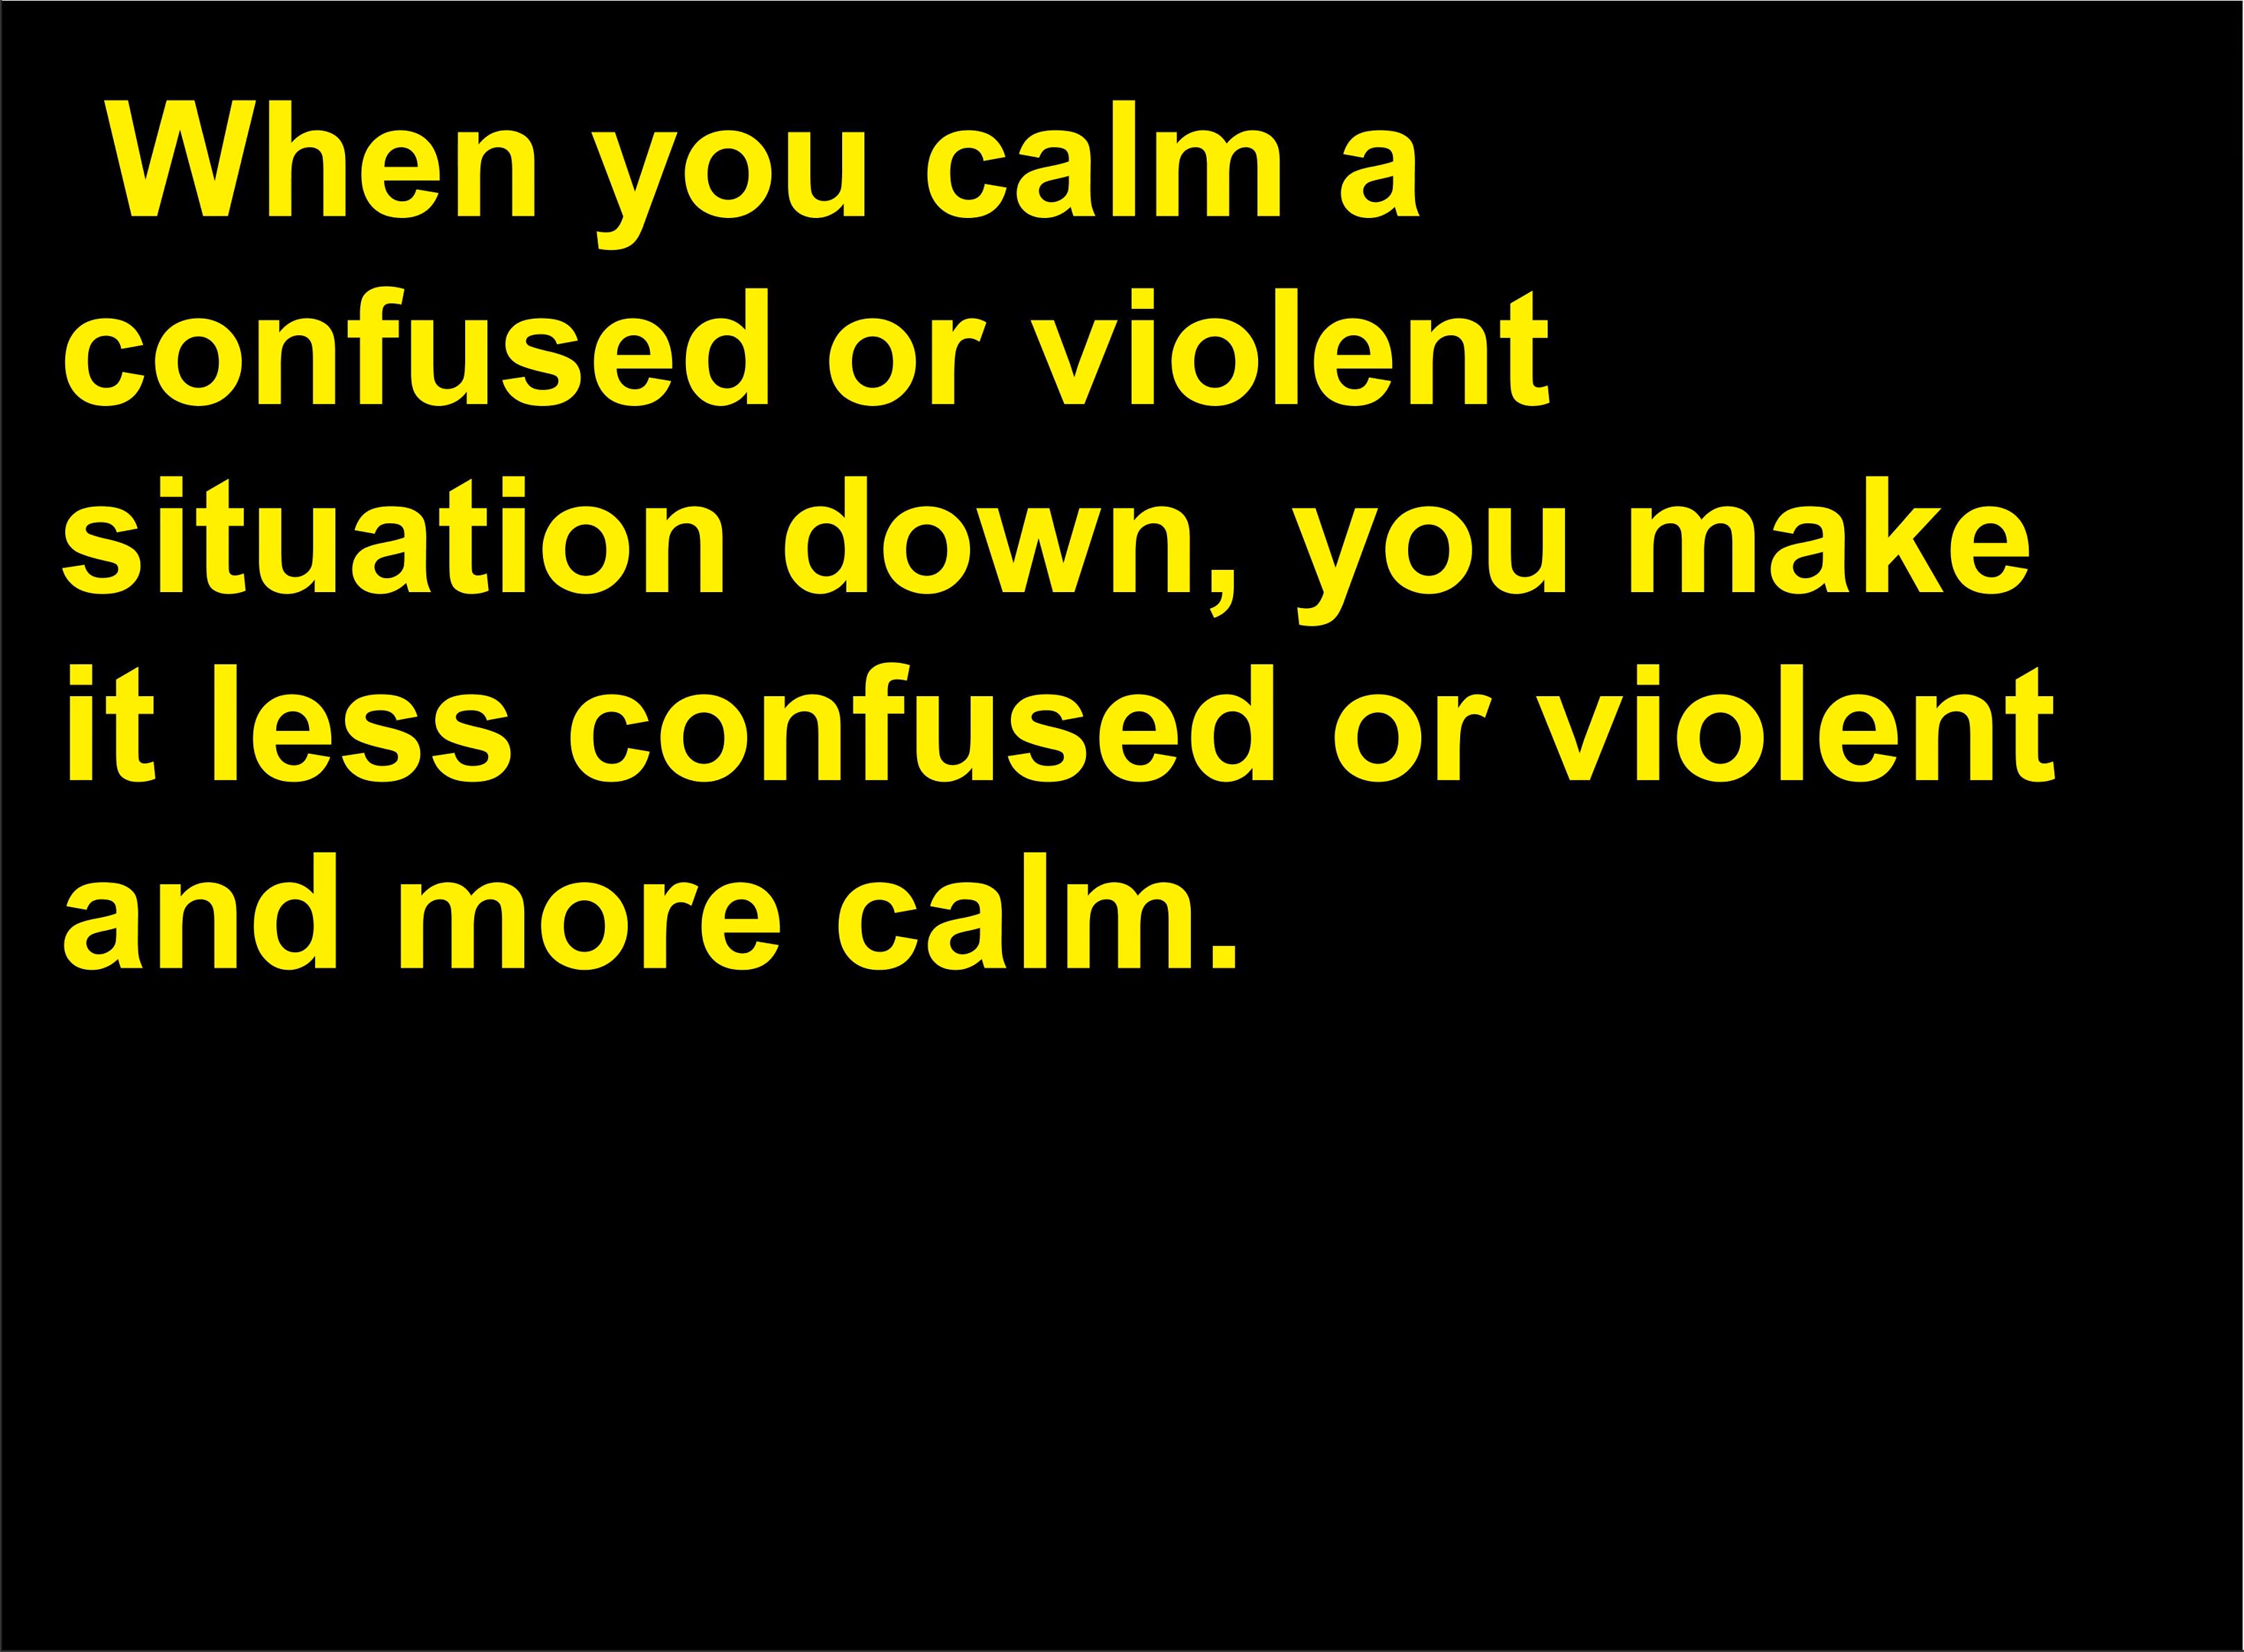 When you calm a
confused or violent
situation down, you make
it less confused or violent
and more calm.